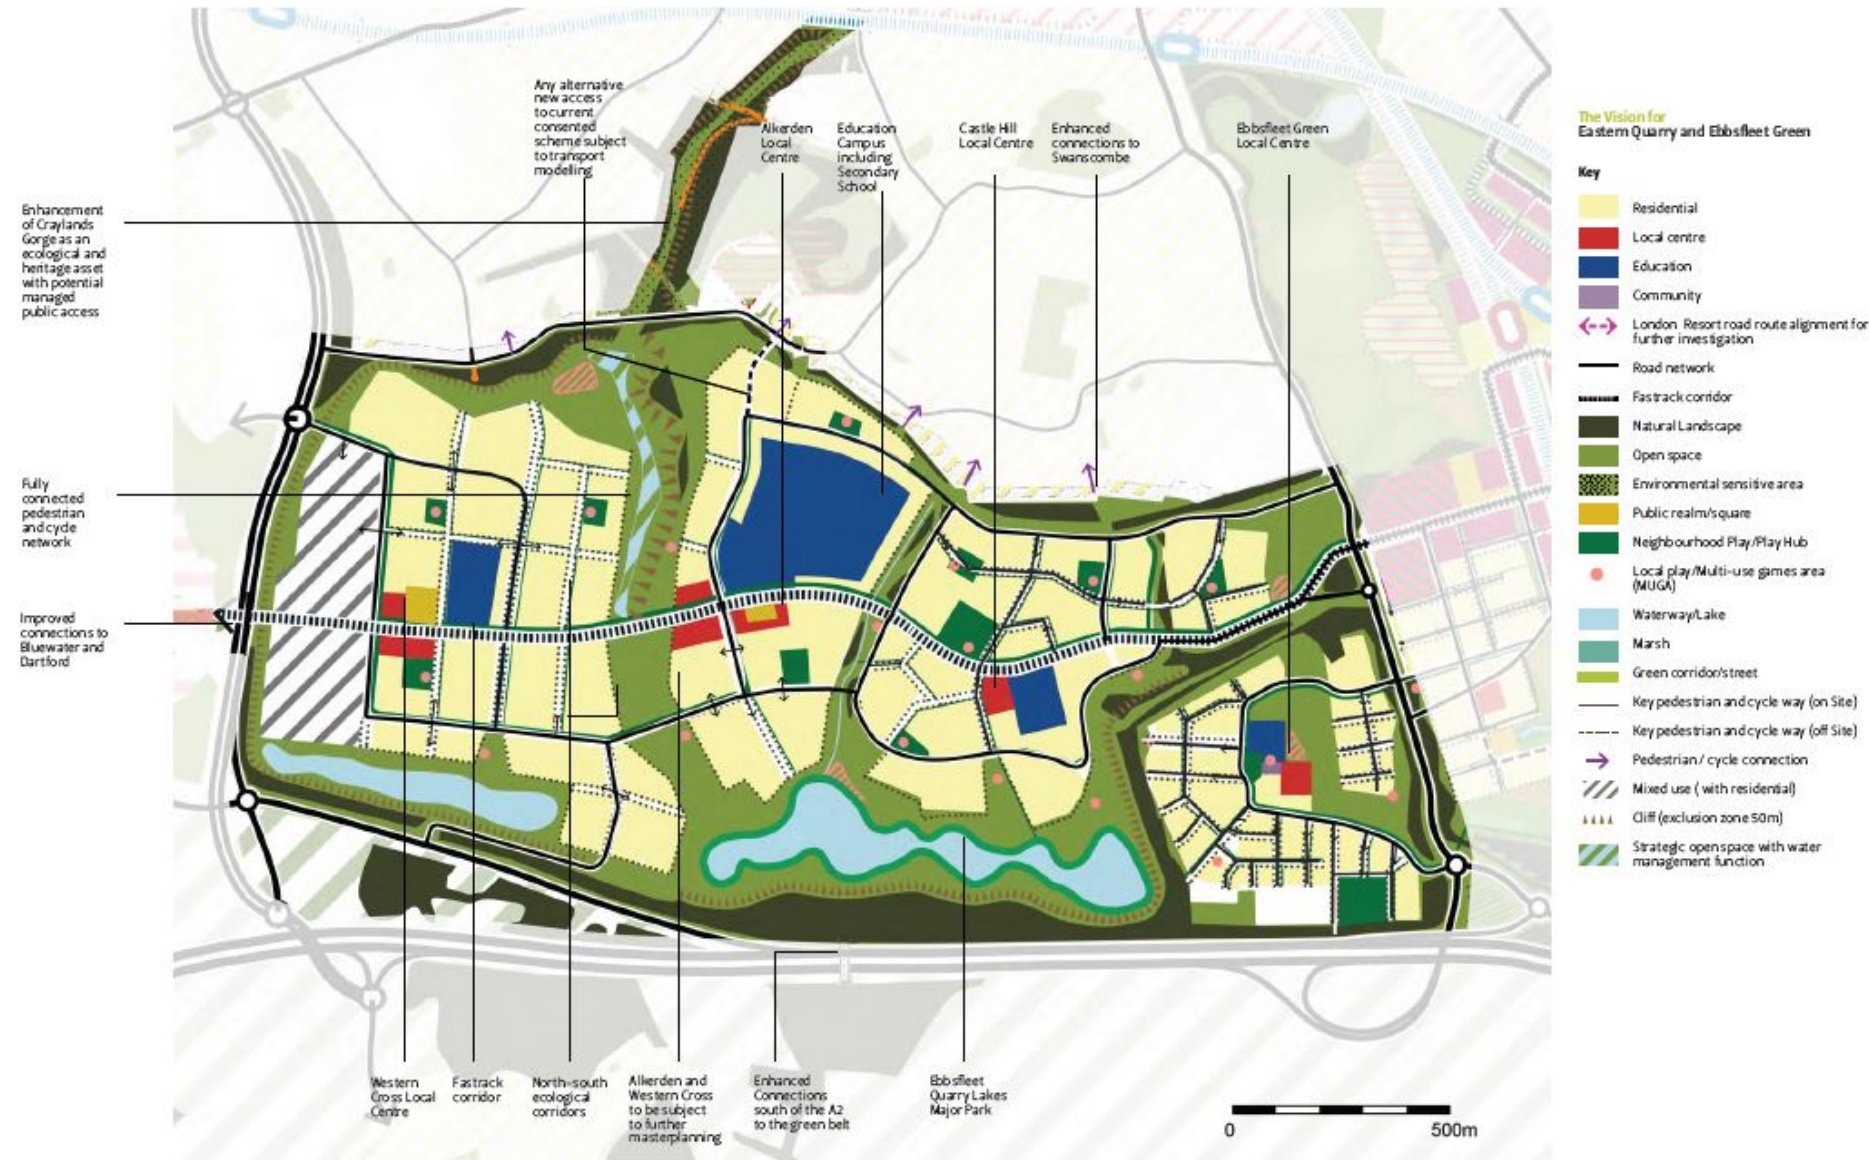 Any alternative
new access
to current
consented
scheme subject
to transport
modelling
Alkerden
Local
Centre
Education
Campus
including
Secondary
School
Castle Hill
Local Centre
Enhanced
connections to
Swanscombe
Ebbsfleet Green
Local Centre
Enhancement
of Craylands
Gorge as an
ecological and
heritage asset
with potential
managed
public access
Fully
connected
pedestrian
and cycle
network
Improved
connections to
Bluewater and
Dartford
Western
Cross Local
Centre
Fastrack
corridor
North-south
ecological
corridors
Alkerden and
Western Cross
to be subject
to further
masterplanning
Enhanced
Connections
south of the A2
to the green belt
Ebbsfleet
Quarry Lakes
Major Park
0 500m
The Vision for
Eastern Quarry and Ebbsfleet Green
Key
Residential
Local centre
Education
Community
London Resort road route alignment for
further investigation
Road network
Fastrack corridor
Natural Landscape
Open space
Environmental sensitive area
Public realm/square
Neighbourhood Play/Play Hub
Local play/Multi-use games area
(MUGA)
Waterway/Lake
Marsh
Green corridor/street
Key pedestrian and cycle way (on Site)
Key pedestrian and cycle way (off Site)
Pedestrian / cycle connection
Mixed use ( with residential)
Cliff (exclusion zone 50m)
Strategic open space with water
management function